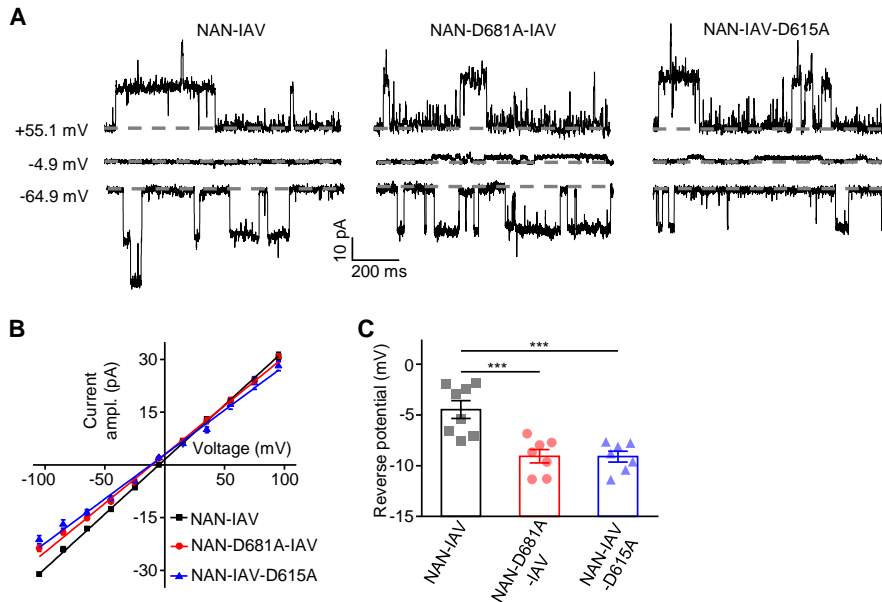 A
NAN-IAV
NAN-D681A-IAV
NAN-IAV-D615A
+55.1 mV
-4.9 mV
-64.9 mV
10 pA
200 ms
B
Current
ampl. (pA)
Voltage (mV)
30
15
-15
-30
-100
-50
50
100
NAN-IAV
NAN-D681A-IAV
NAN-IAV-D615A
C
Reverse potential (mV)
0
-5
-10
-15
***
***
NAN-IAV
NAN-D681A
-IAV
NAN-IAV
-D615A